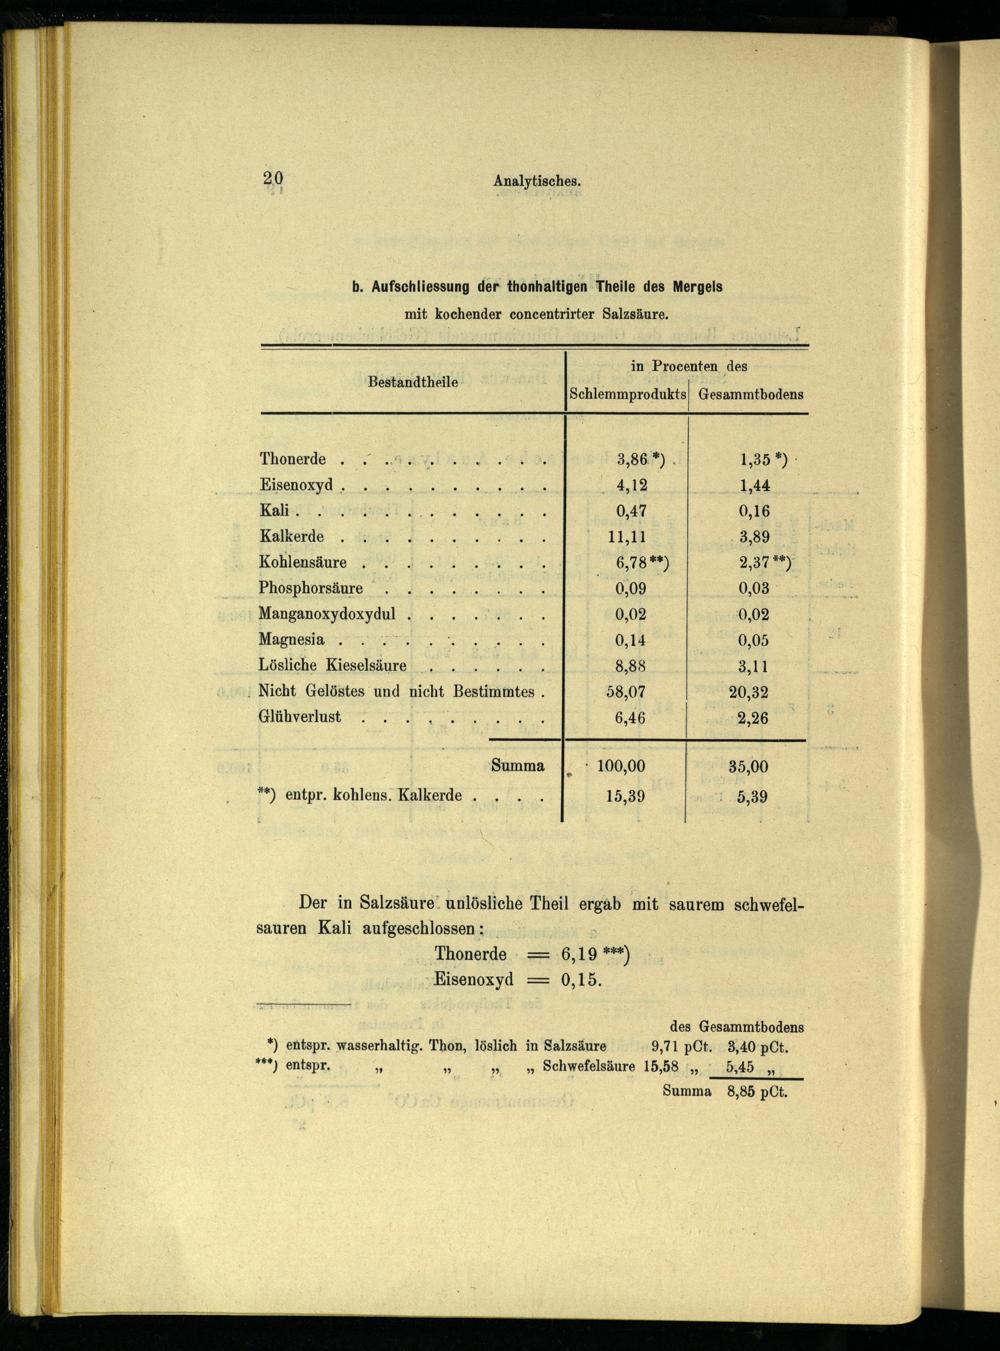 20 Analytisches.
b. Aufschliessung der thonhaltigen Theile des Mergels
mit kochender concentrirter Salzsäure.
Bestandtheile in Procenten des
Schlemmprodukts Gesammtbodens
Thonerde . . . . . . . . . . 3,86 *) 1,35 *)
Eisenoxyd . . . . . . . . . . 4,12 1,44
Kali . . . . . . . . . . . . 0,47 0,16
Kalkerde . . . . . . . . . . 11,11 3,89
Kohlensäure . . . . . . . . . 6,78 **) 2,37 **)
Phosphorsäure . . . . . . . . 0,09 0,03
Manganoxydoxydul . . . . . . . 0,02 0,02
Magnesia . . . . . . . . . . 0,14 0,05
Lösliche Kieselsäure . . . . . . 8,88 3,11
Nicht Gelöstes und nicht Bestimmtes . 58,07 20,32
Glühverlust . . . . . . . . . 6,46 2,26
Summa 100,00 35,00
**) entpr. kohlens. Kalkerde . . . . 15,39 5,39
Der in Salzsäure unlösliche Theil ergab mit saurem schwefel-
sauren Kali aufgeschlossen:
Thonerde = 6,19 ***)
Eisenoxyd = 0,15.
des Gesammtbodens
*) entspr. wasserhaltig. Thon, löslich in Salzsäure 9,71 pCt. 3,40 pCt.
***) entspr. „ „ „ „ Schwefelsäure 15,58 „ 5,45 „
Summa 8,85 pCt.